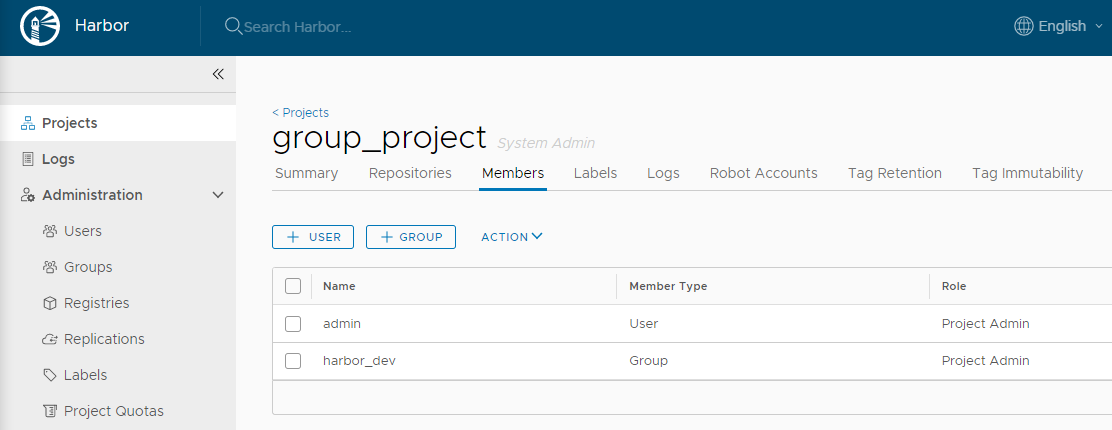 Harbor
Search Harbor...
English
<< 
Projects
Logs
Administration
Users
Groups
Registries
Replications
Labels
Project Quotas
< Projects
group_project System Admin
Summary Repositories Members Labels Logs Robot Accounts Tag Retention Tag Immutability
+ USER + GROUP ACTION
Name Member Type Role
admin User Project Admin
harbor_dev Group Project Admin